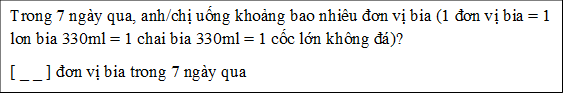 Trong 7 ngày qua, anh/chị uống khoảng bao nhiêu đơn vị bia (1 đơn vị bia = 1
lon bia 330ml = 1 chai bia 330ml = 1 cốc lớn không đá)?
[ _ _ ] đơn vị bia trong 7 ngày qua